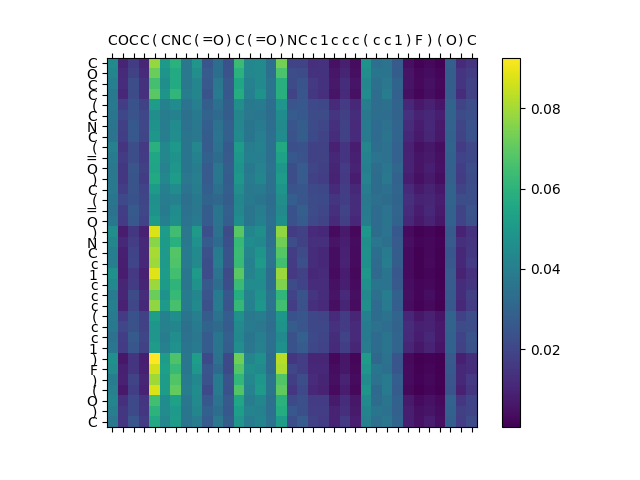 COCC(CNC(=O)C(=O)NCc1ccc(cc1)F)(O)C
C
O
C
C
(
C
N
C
(
=
O
)
C
(
=
O
)
N
C
c
1
c
c
c
(
c
c
1
)
F
)
(
O
)
C
0.08
0.06
0.04
0.02